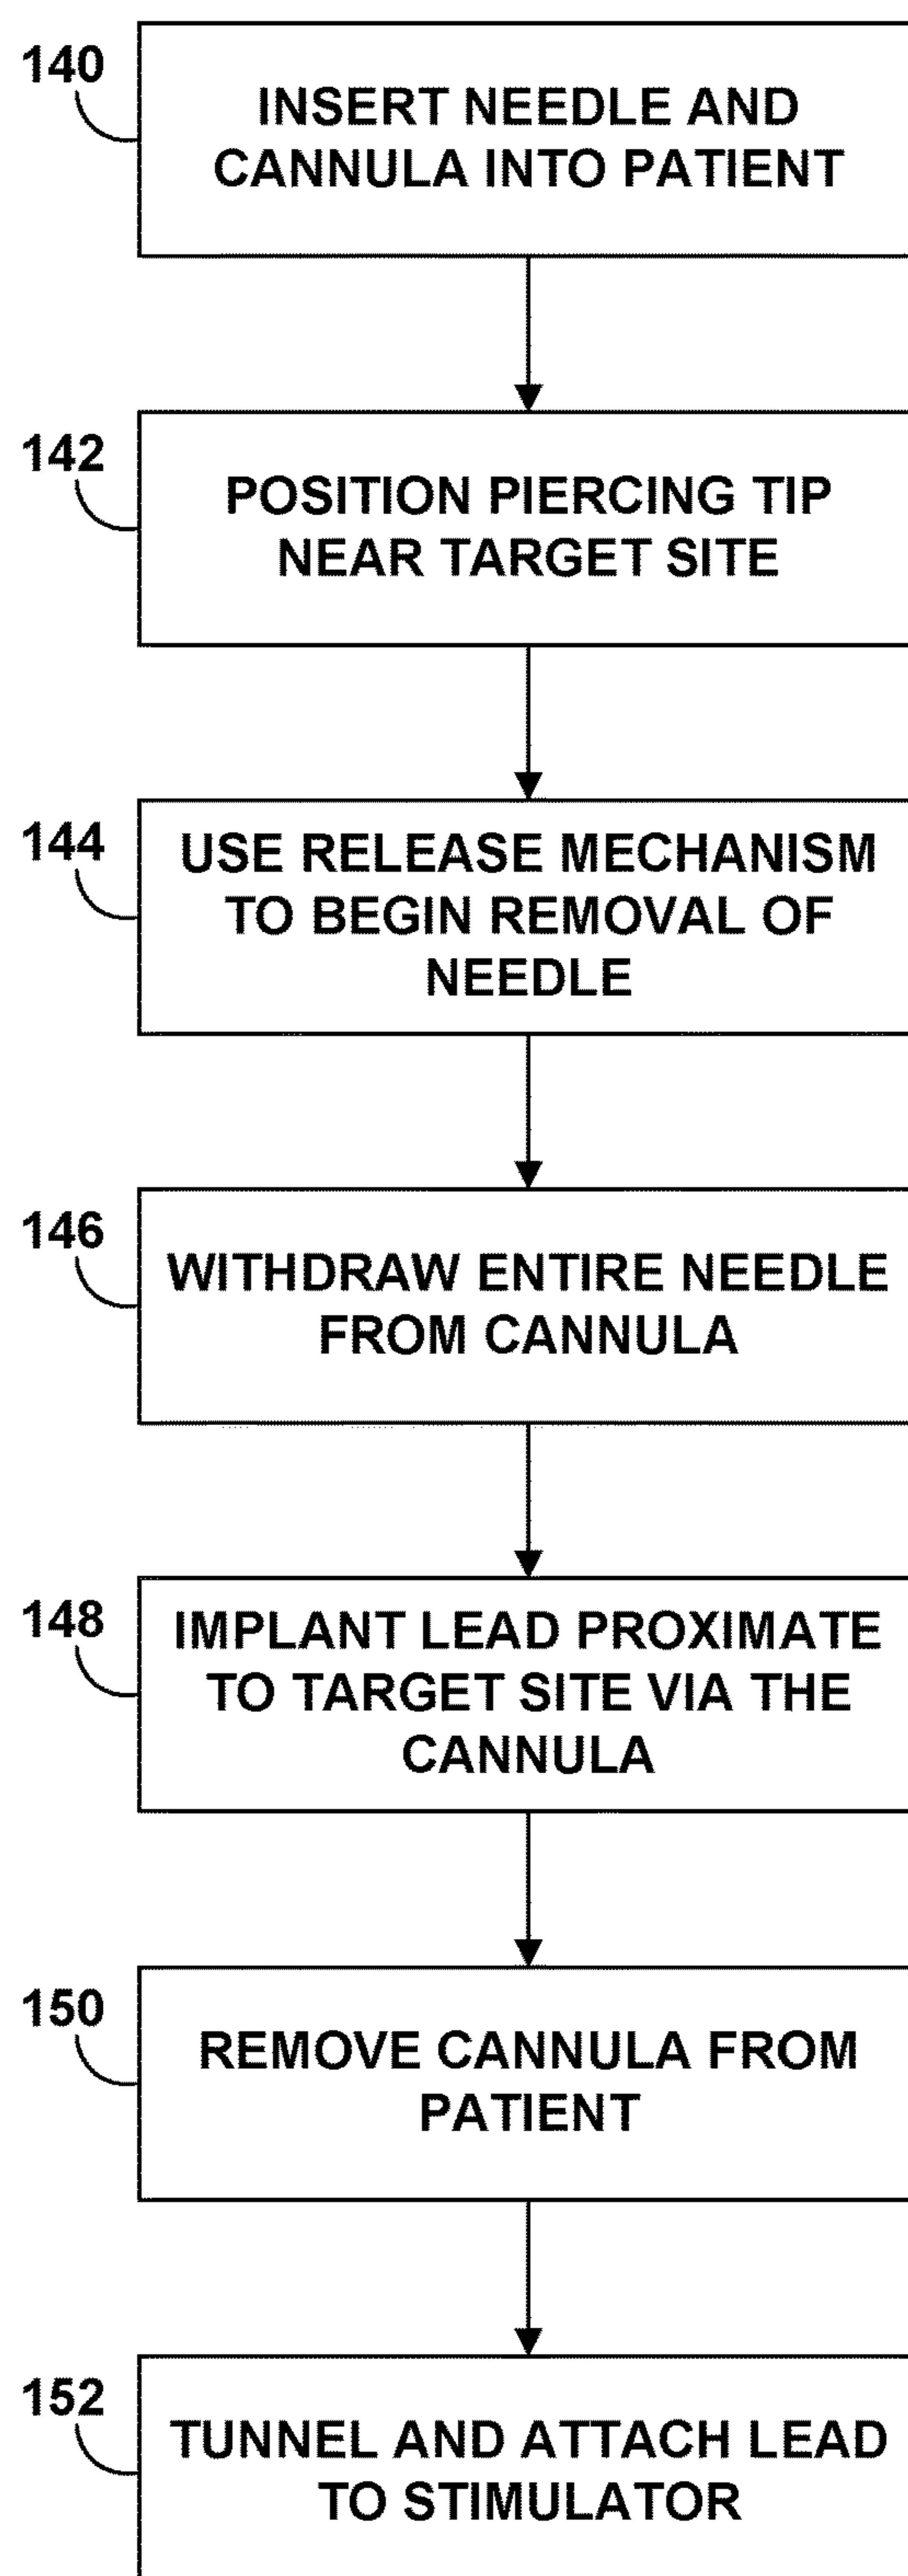 140
INSERT NEEDLE AND
CANNULA INTO PATIENT
142
POSITION PIERCING TIP
NEAR TARGET SITE
144
USE RELEASE MECHANISM
TO BEGIN REMOVAL OF
NEEDLE
146
WITHDRAW ENTIRE NEEDLE
FROM CANNULA
148
IMPLANT LEAD PROXIMATE
TO TARGET SITE VIA THE
CANNULA
150
REMOVE CANNULA FROM
PATIENT
152
TUNNEL AND ATTACH LEAD
TO STIMULATOR